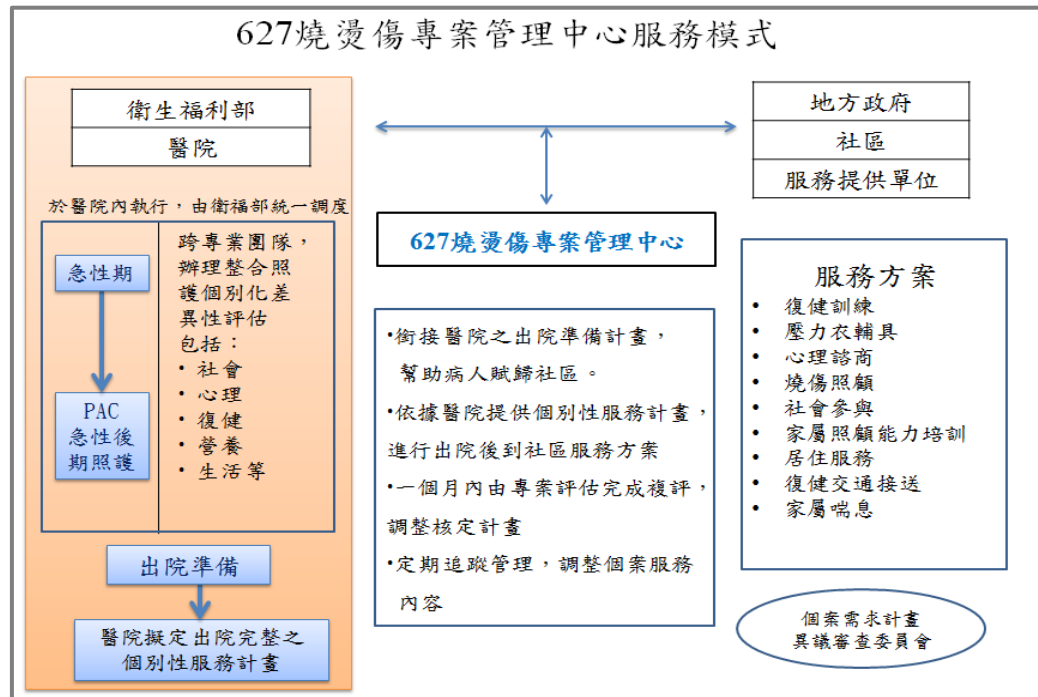 627燒燙傷專案管理中心服務模式
衛生福利部
醫院
於醫院內執行，由衛福部統一調度
急性期
PAC
急性後
期照護
跨專業團隊，
辦理整合照
護個別化差
異性評估
包括：
• 社會
• 心理
• 復健
• 營養
• 生活等
出院準備
醫院擬定出院完整之
個別性服務計畫
627燒燙傷專案管理中心
•銜接醫院之出院準備計畫，
幫助病人賦歸社區。
•依據醫院提供個別性服務計畫，
進行出院後到社區服務方案
•一個月內由專案評估完成複評，
調整核定計畫
•定期追蹤管理，調整個案服務
內容
地方政府
社區
服務提供單位
服務方案
• 復健訓練
• 壓力衣輔具
• 心理諮商
• 燒傷照顧
• 社會參與
• 家屬照顧能力培訓
• 居住服務
• 復健交通接送
• 家屬喘息
個案需求計畫
異議審查委員會